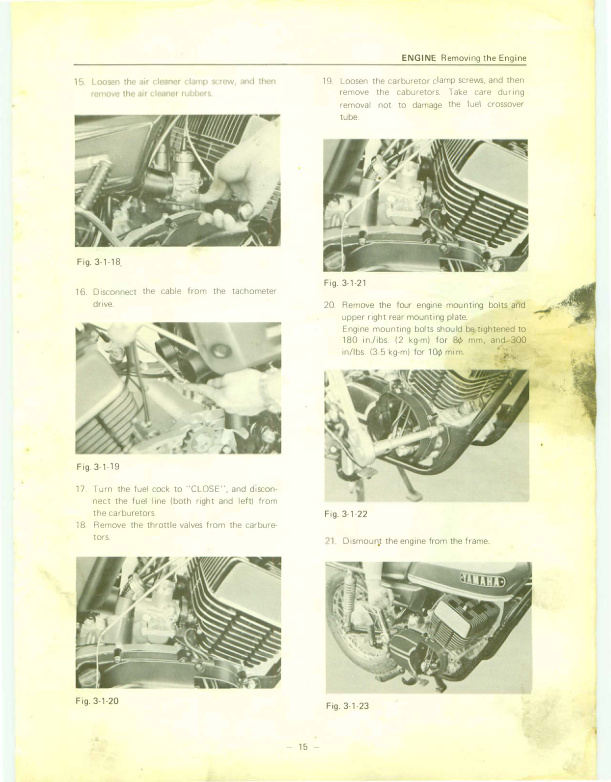 ENGINE Removing the Engine
15. Loosen the air cleaner clamp screw, and then
remove the air cleaner rubbers.
Fig. 3-1-18
16. Disconnect the cable from the tachometer
drive.
Fig. 3-1-19
17. Turn the fuel cock to "CLOSE", and discon-
nect the fuel line (both right and left) from
the carburetors.
18. Remove the throttle valves from the carbure-
tors.
Fig. 3-1-20
19. Loosen the carburetor clamp screws, and then
remove the caburetors. Take care during
removal not to damage the fuel crossover
tube.
Fig. 3-1-21
20. Remove the four engine mounting bolts and
upper right rear mounting plate.
Engine mounting bolts should be tightened to
180 in/ibs. (2 kg-m) for 8ϕ mm, and 300
in/lbs. (3.5 kg-m) for 10ϕ mim.
Fig. 3-1-22
21. Dismount the engine from the frame.
YAMAHA
Fig. 3-1-23
– 15 –